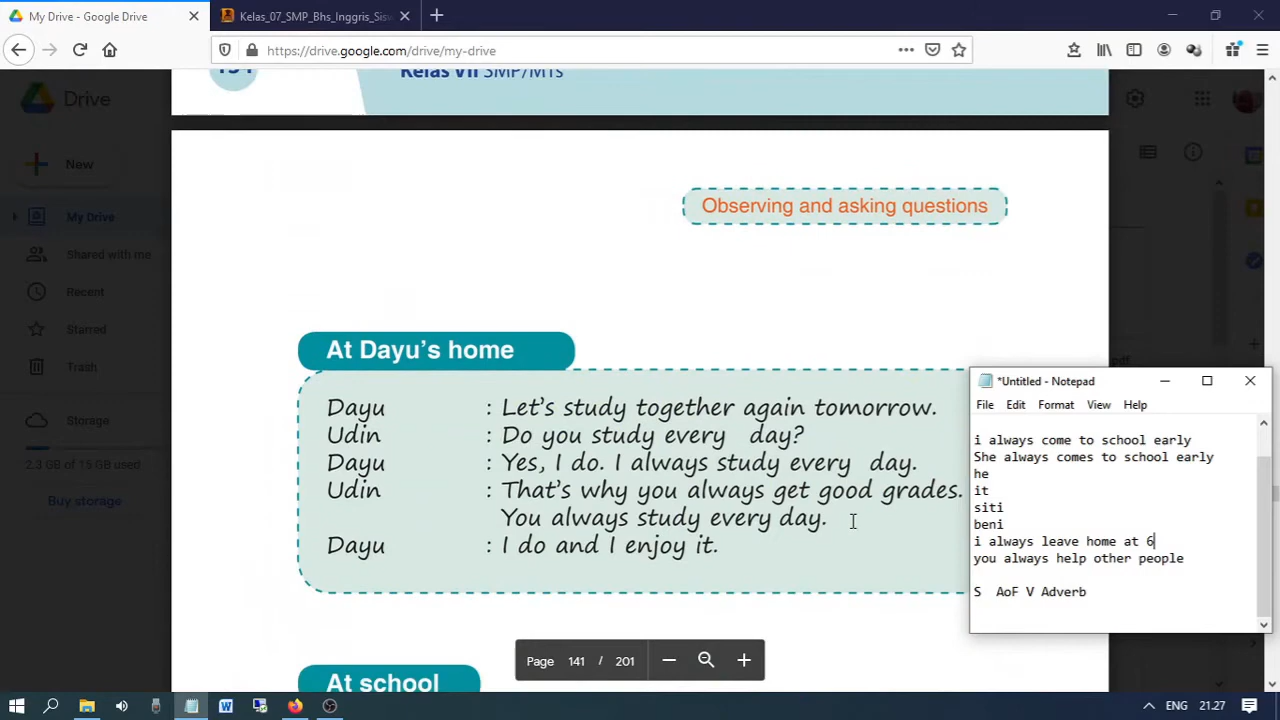 My Drive - Google Drive
Kelas_07_SMP_Bhs_Inggris_Sisw
https://drive.google.com/drive/my-drive
Kelas VII SMP/MTs
Drive
New
My Drive
Shared with me
Recent
Starred
Trash
Storage
2.3 GB of 15 GB used
Buy storage
Observing and asking questions
At Dayu's home
Dayu : Let's study together again tomorrow.
Udin : Do you study every day?
Dayu : Yes, I do. I always study every day.
Udin : That's why you always get good grades.
You always study every day.
Dayu : I do and I enjoy it.
At school
Page 141 / 201
*Untitled - Notepad
File Edit Format View Help
i always come to school early
She always comes to school early
he
it
siti
beni
i always leave home at 6
you always help other people
S AoF V Adverb
ENG 21.27